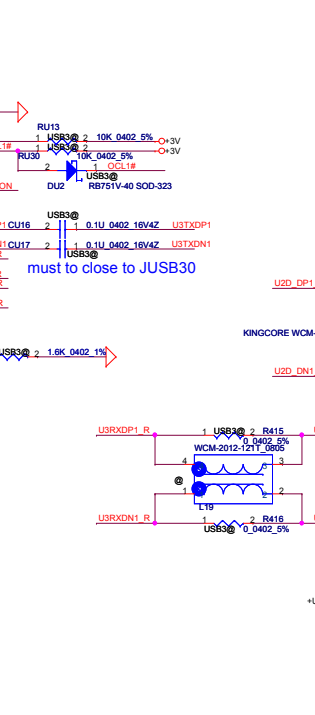 RU13
1 USB3@ 2 10K_0402_5% +3V
1 USB3@ 2 +3V
RU30 10K_0402_5%
2 1 OCL1#
USB3@
DU2 RB751V-40 SOD-323
ON
USB3@
CU16 2 1 0.1U_0402_16V4Z U3TXDP1
CU17 2 1 0.1U_0402_16V4Z U3TXDN1
USB3@
must to close to JUSB30
U2D_DP1
KINGCORE WCM-
USB3@ 2 1.6K_0402_1%
U2D_DN1
U3RXDP1_R 1 USB3@ 2 R415
0_0402_5%
WCM-2012-121T_0805
4 3 3
@
1 2 2
L19
U3RXDN1_R 1 2 R416
USB3@ 0_0402_5%